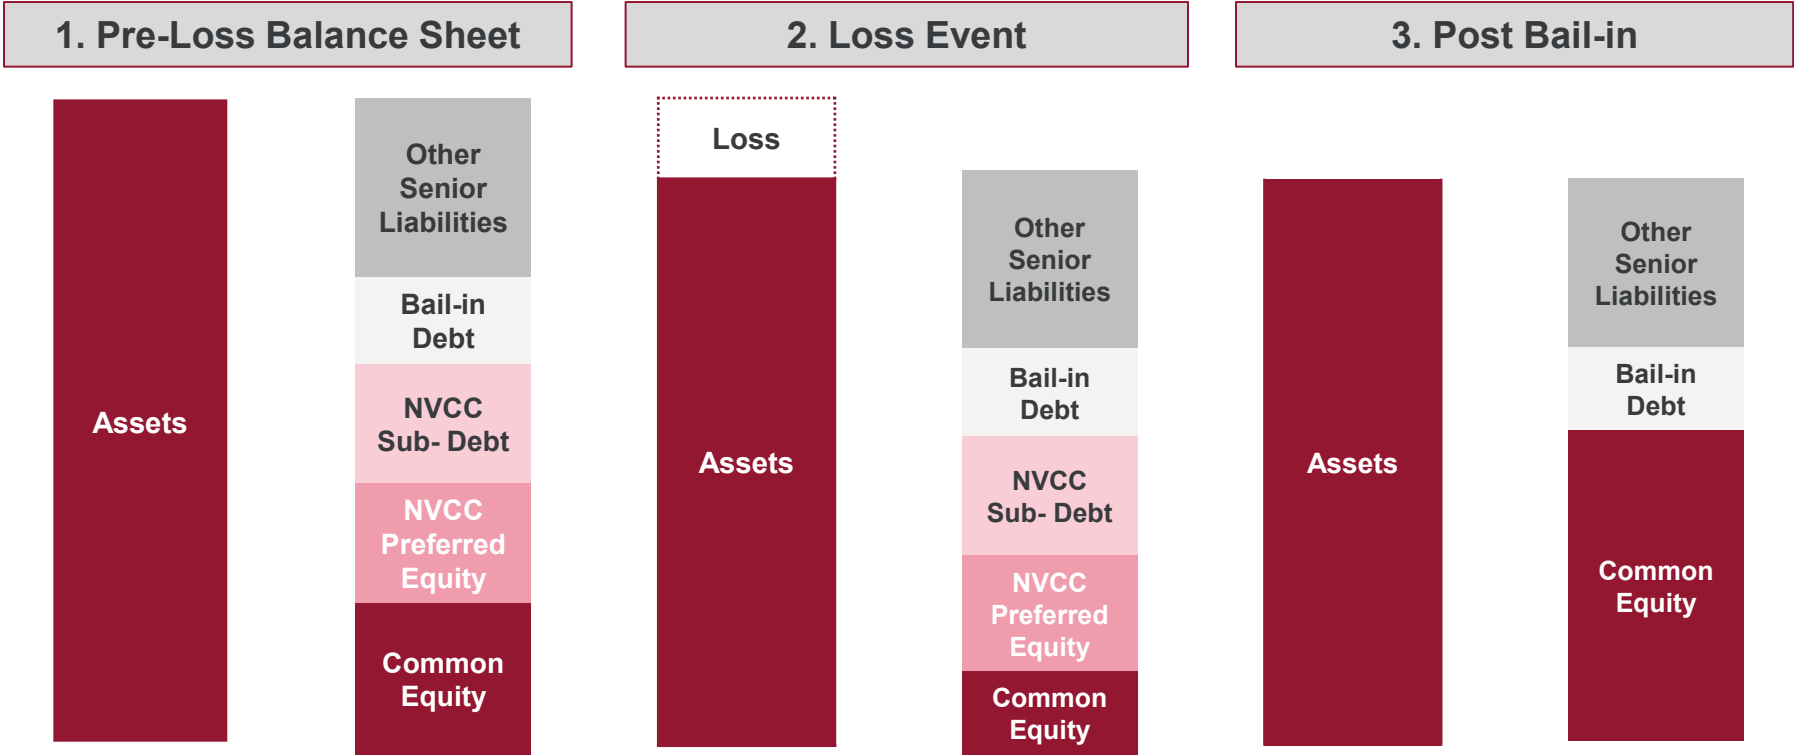 1. Pre-Loss Balance Sheet
2. Loss Event
3. Post Bail-in
Assets
Other
Senior
Liabilities
Bail-in
Debt
NVCC
Sub- Debt
NVCC
Preferred
Equity
Common
Equity
Loss
Assets
Other
Senior
Liabilities
Bail-in
Debt
NVCC
Sub- Debt
NVCC
Preferred
Equity
Common
Equity
Assets
Other
Senior
Liabilities
Bail-in
Debt
Common
Equity